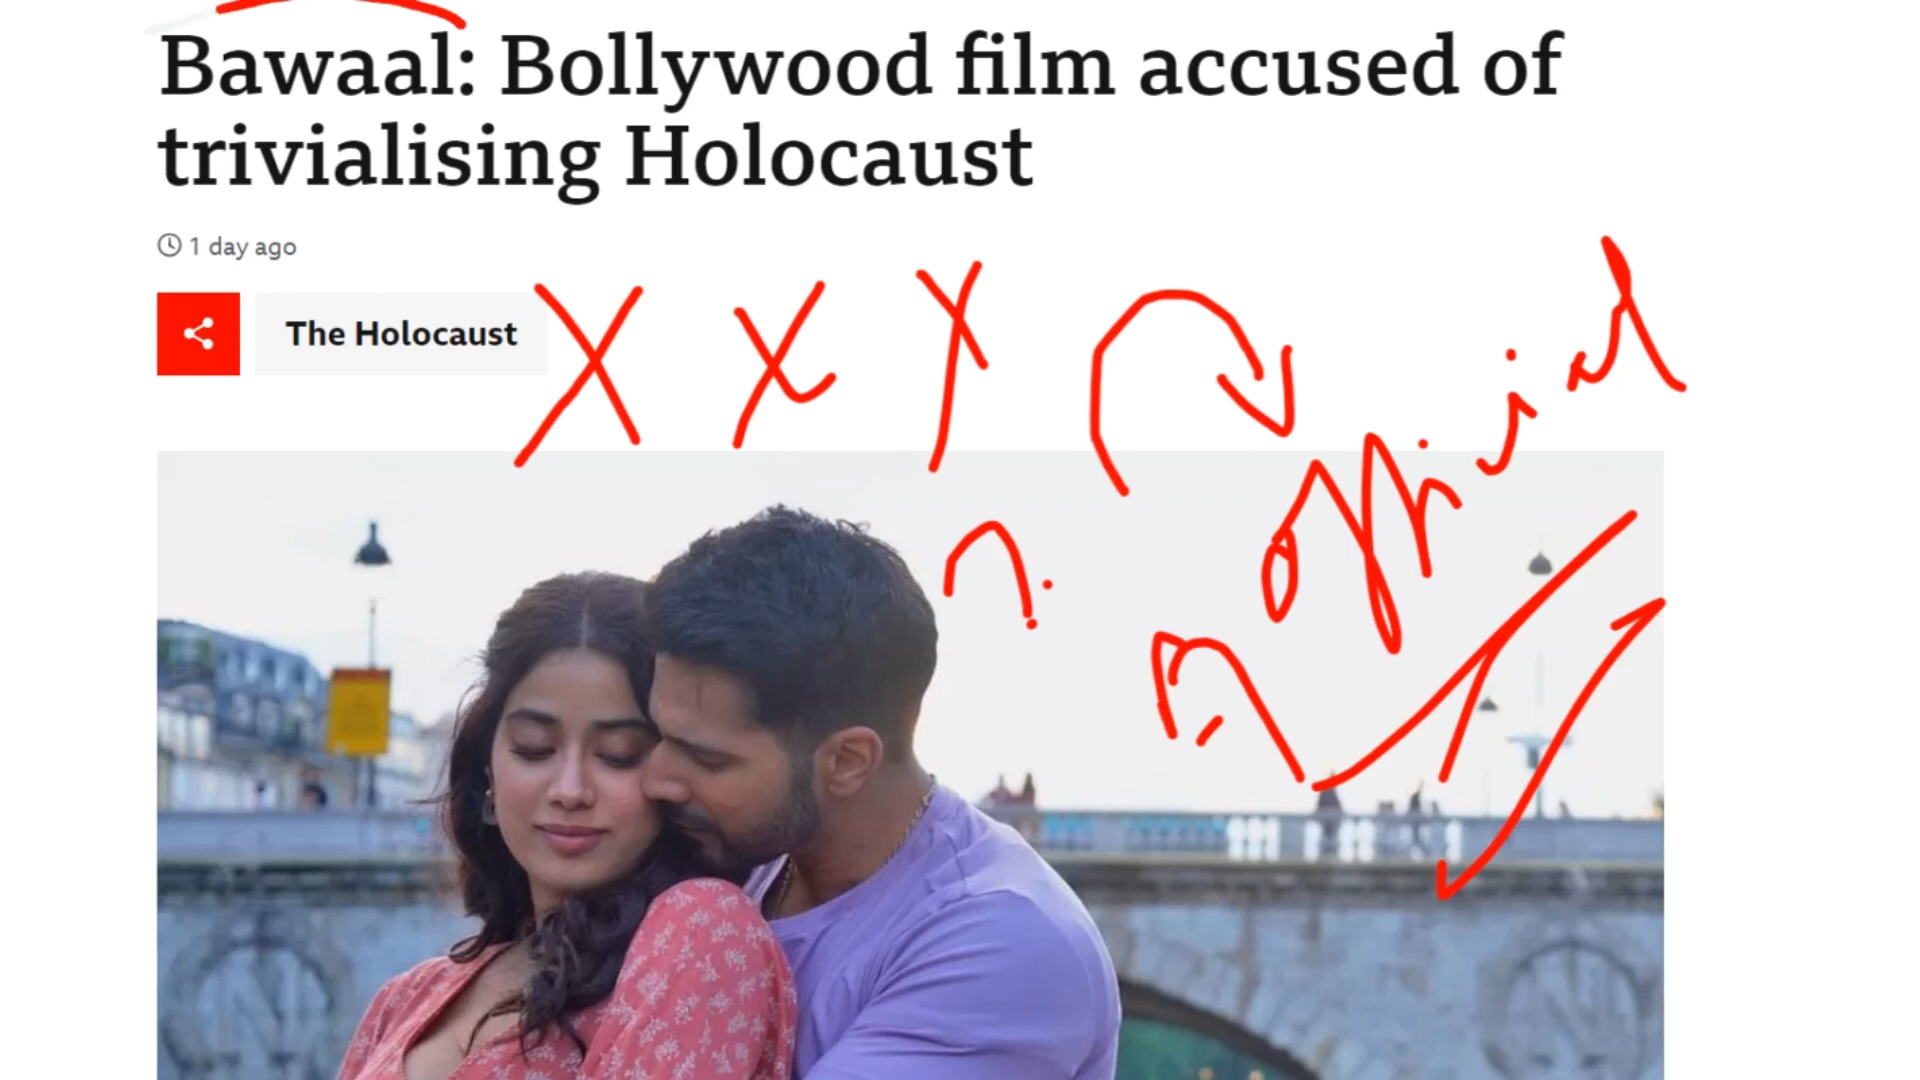 Bawaal: Bollywood film accused of
trivialising Holocaust
1 day ago
The Holocaust
X X X
official